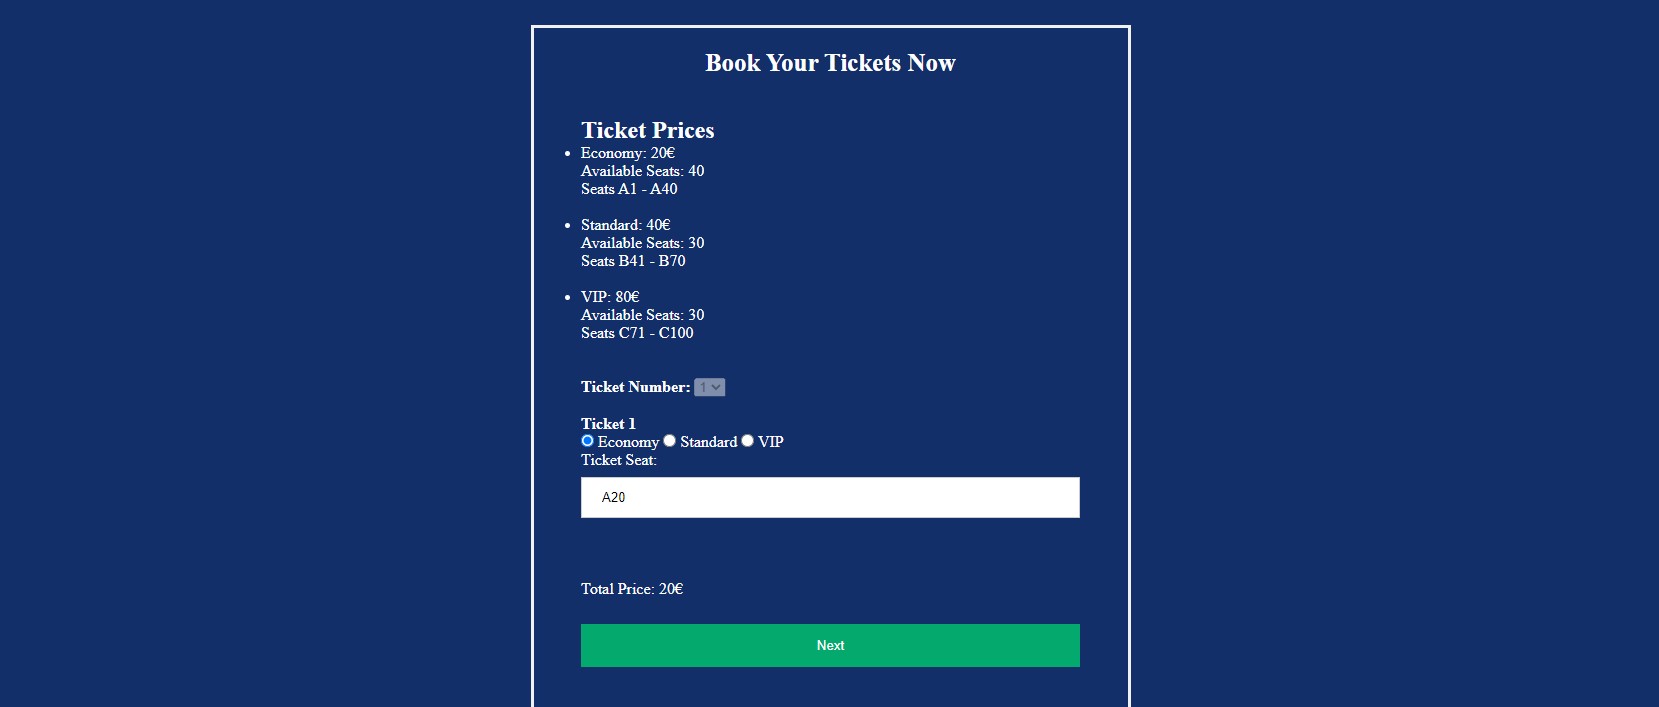 Book Your Tickets Now
Ticket Prices
Economy: 20€
Available Seats: 40
Seats A1 - A40
Standard: 40€
Available Seats: 30
Seats B41 - B70
VIP: 80€
Available Seats: 30
Seats C71 - C100
Ticket Number: 1
Ticket 1
Economy Standard VIP
Ticket Seat:
A20
Total Price: 20€
Next